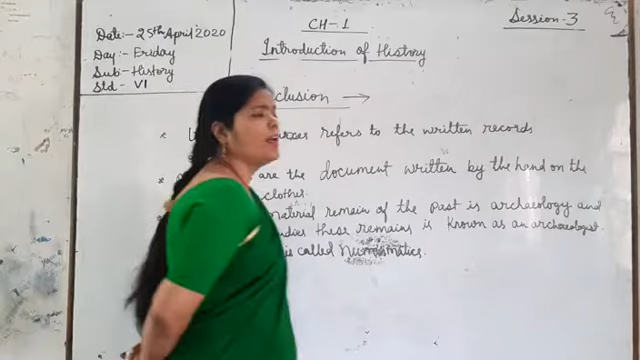 Date:- 25th April 2020
Day:- Friday
Sub:- History
Std- VI
CH-1
Session-3
Introduction of History
clusion →
refers to the written records
are the document written by the hand on the
clothes.
material remain of the past is archaeology and
these remains is known as an archaeologist.
is called Numismatics.